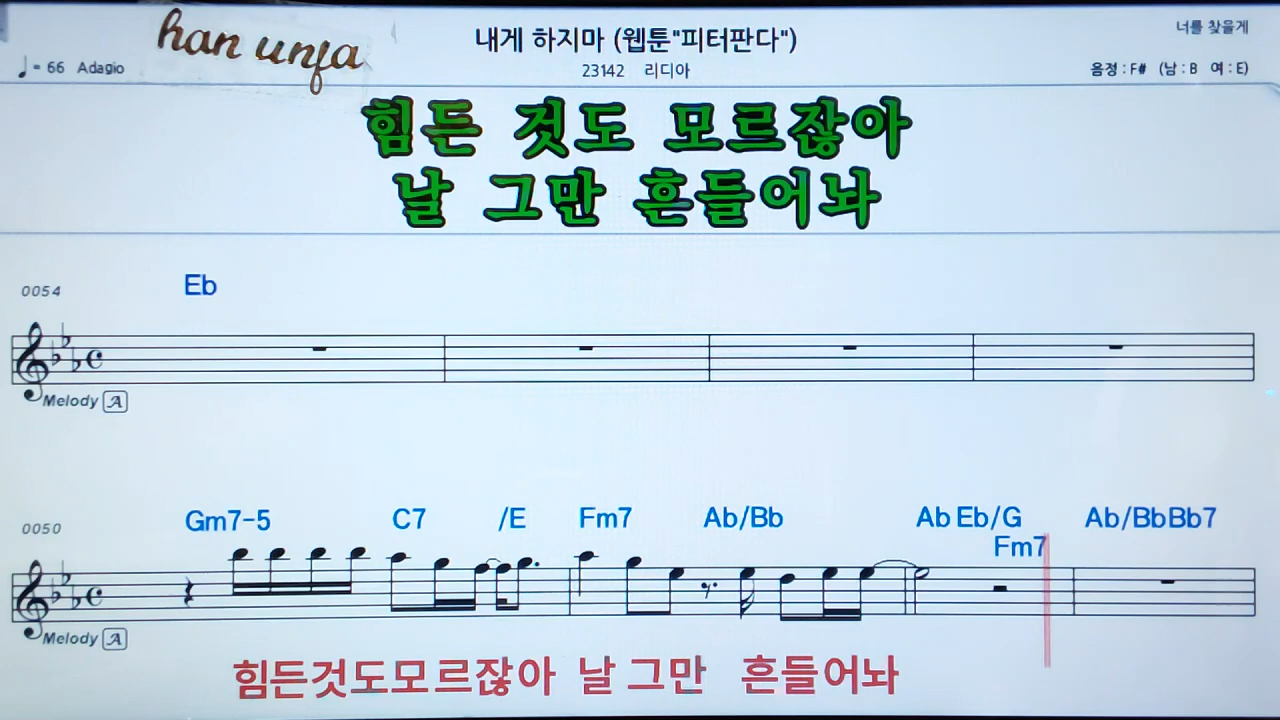 han unfa
내게 하지마 (웹툰"피터판다")
너를 찾을게
♩= 66 Adagio
23142 리디아
음정 : F# (남 : B 여 : E)
힘든 것도 모르잖아
날 그만 흔들어놔
0054 Eb
Melody A
0050 Gm7-5 C7 /E Fm7 Ab/Bb Ab Eb/G Ab/BbBb7
Fm7
Melody A
힘든것도모르잖아 날 그만 흔들어놔